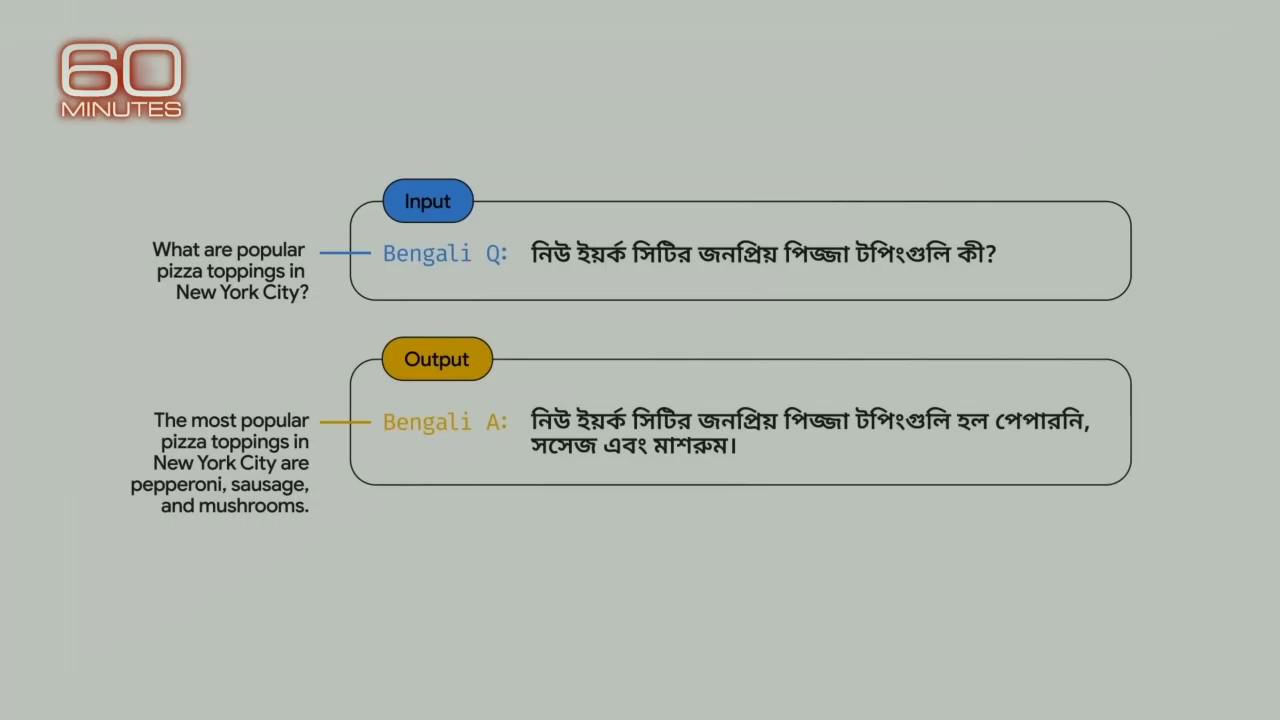 60
MINUTES
Input
What are popular
pizza toppings in
New York City?
Bengali Q: নিউ ইয়র্ক সিটির জনপ্রিয় পিজ্জা টপিংগুলি কী?
Output
The most popular
pizza toppings in
New York City are
pepperoni, sausage,
and mushrooms.
Bengali A: নিউ ইয়র্ক সিটির জনপ্রিয় পিজ্জা টপিংগুলি হল পেপারনি,
সসেজ এবং মাশরুম।